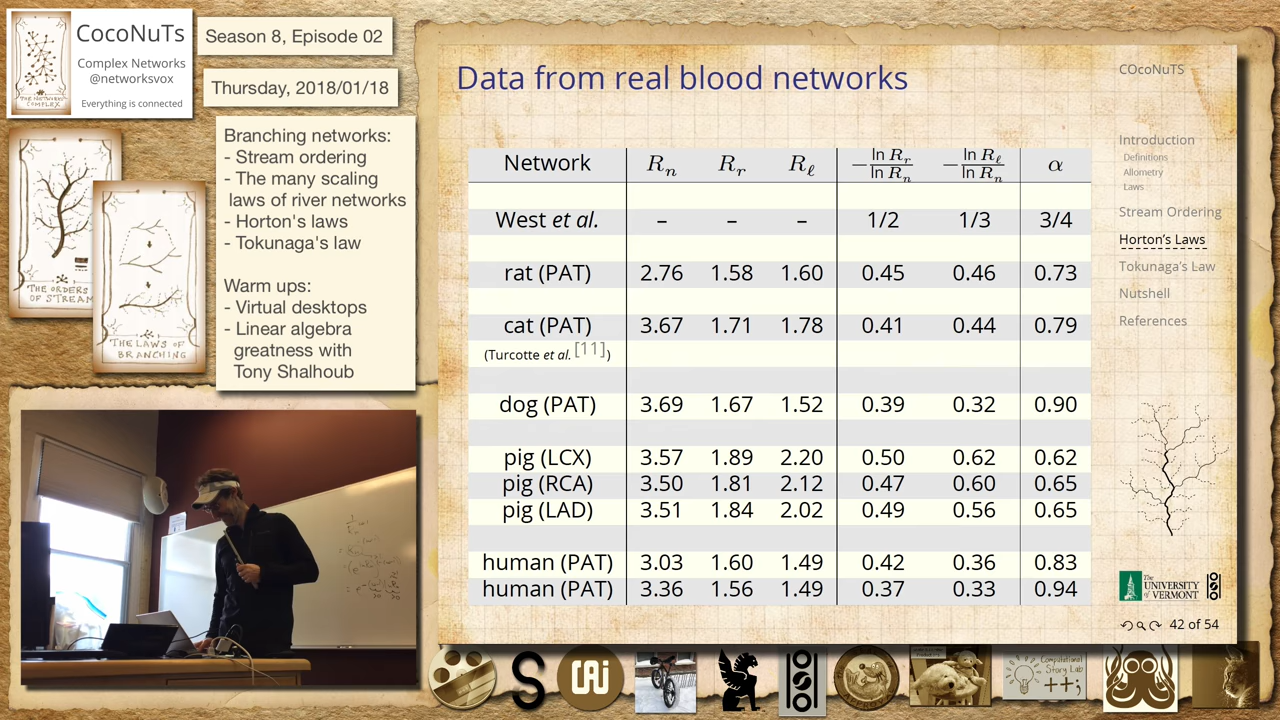 CocoNuTs
Complex Networks
@networksvox
Everything is connected
Season 8, Episode 02
Thursday, 2018/01/18
Branching networks:
- Stream ordering
- The many scaling
laws of river networks
- Horton's laws
- Tokunaga's law
Warm ups:
- Virtual desktops
- Linear algebra
greatness with
Tony Shalhoub
THE ORDERS
OF STREAM
THE LAWS OF
BRANCHING
Data from real blood networks
Network R_n R_r R_ℓ −ln R_r/ln R_n −ln R_ℓ/ln R_n α
West et al. – – – 1/2 1/3 3/4
rat (PAT) 2.76 1.58 1.60 0.45 0.46 0.73
cat (PAT) 3.67 1.71 1.78 0.41 0.44 0.79
(Turcotte et al. [11])
dog (PAT) 3.69 1.67 1.52 0.39 0.32 0.90
pig (LCX) 3.57 1.89 2.20 0.50 0.62 0.62
pig (RCA) 3.50 1.81 2.12 0.47 0.60 0.65
pig (LAD) 3.51 1.84 2.02 0.49 0.56 0.65
human (PAT) 3.03 1.60 1.49 0.42 0.36 0.83
human (PAT) 3.36 1.56 1.49 0.37 0.33 0.94
COcoNuTS
Introduction
Definitions
Allometry
Laws
Stream Ordering
Horton's Laws
Tokunaga's Law
Nutshell
References
The
UNIVERSITY
of VERMONT
42 of 54
Computational
Story Lab
++;